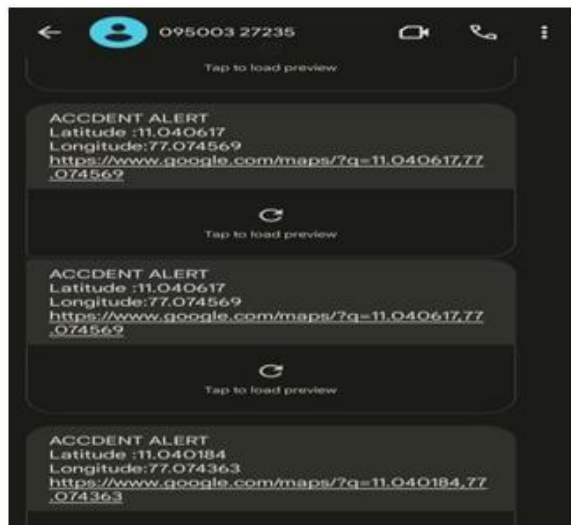 095003 27235
Tap to load preview
ACCDENT ALERT
Latitude :11.040617
Longitude:77.074569
https://www.google.com/maps/?q=11.040617,77
.074569
Tap to load preview
ACCDENT ALERT
Latitude :11.040617
Longitude:77.074569
https://www.google.com/maps/?q=11.040617,77
.074569
Tap to load preview
ACCDENT ALERT
Latitude :11.040184
Longitude:77.074363
https://www.google.com/maps/?q=11.040184,77
.074363